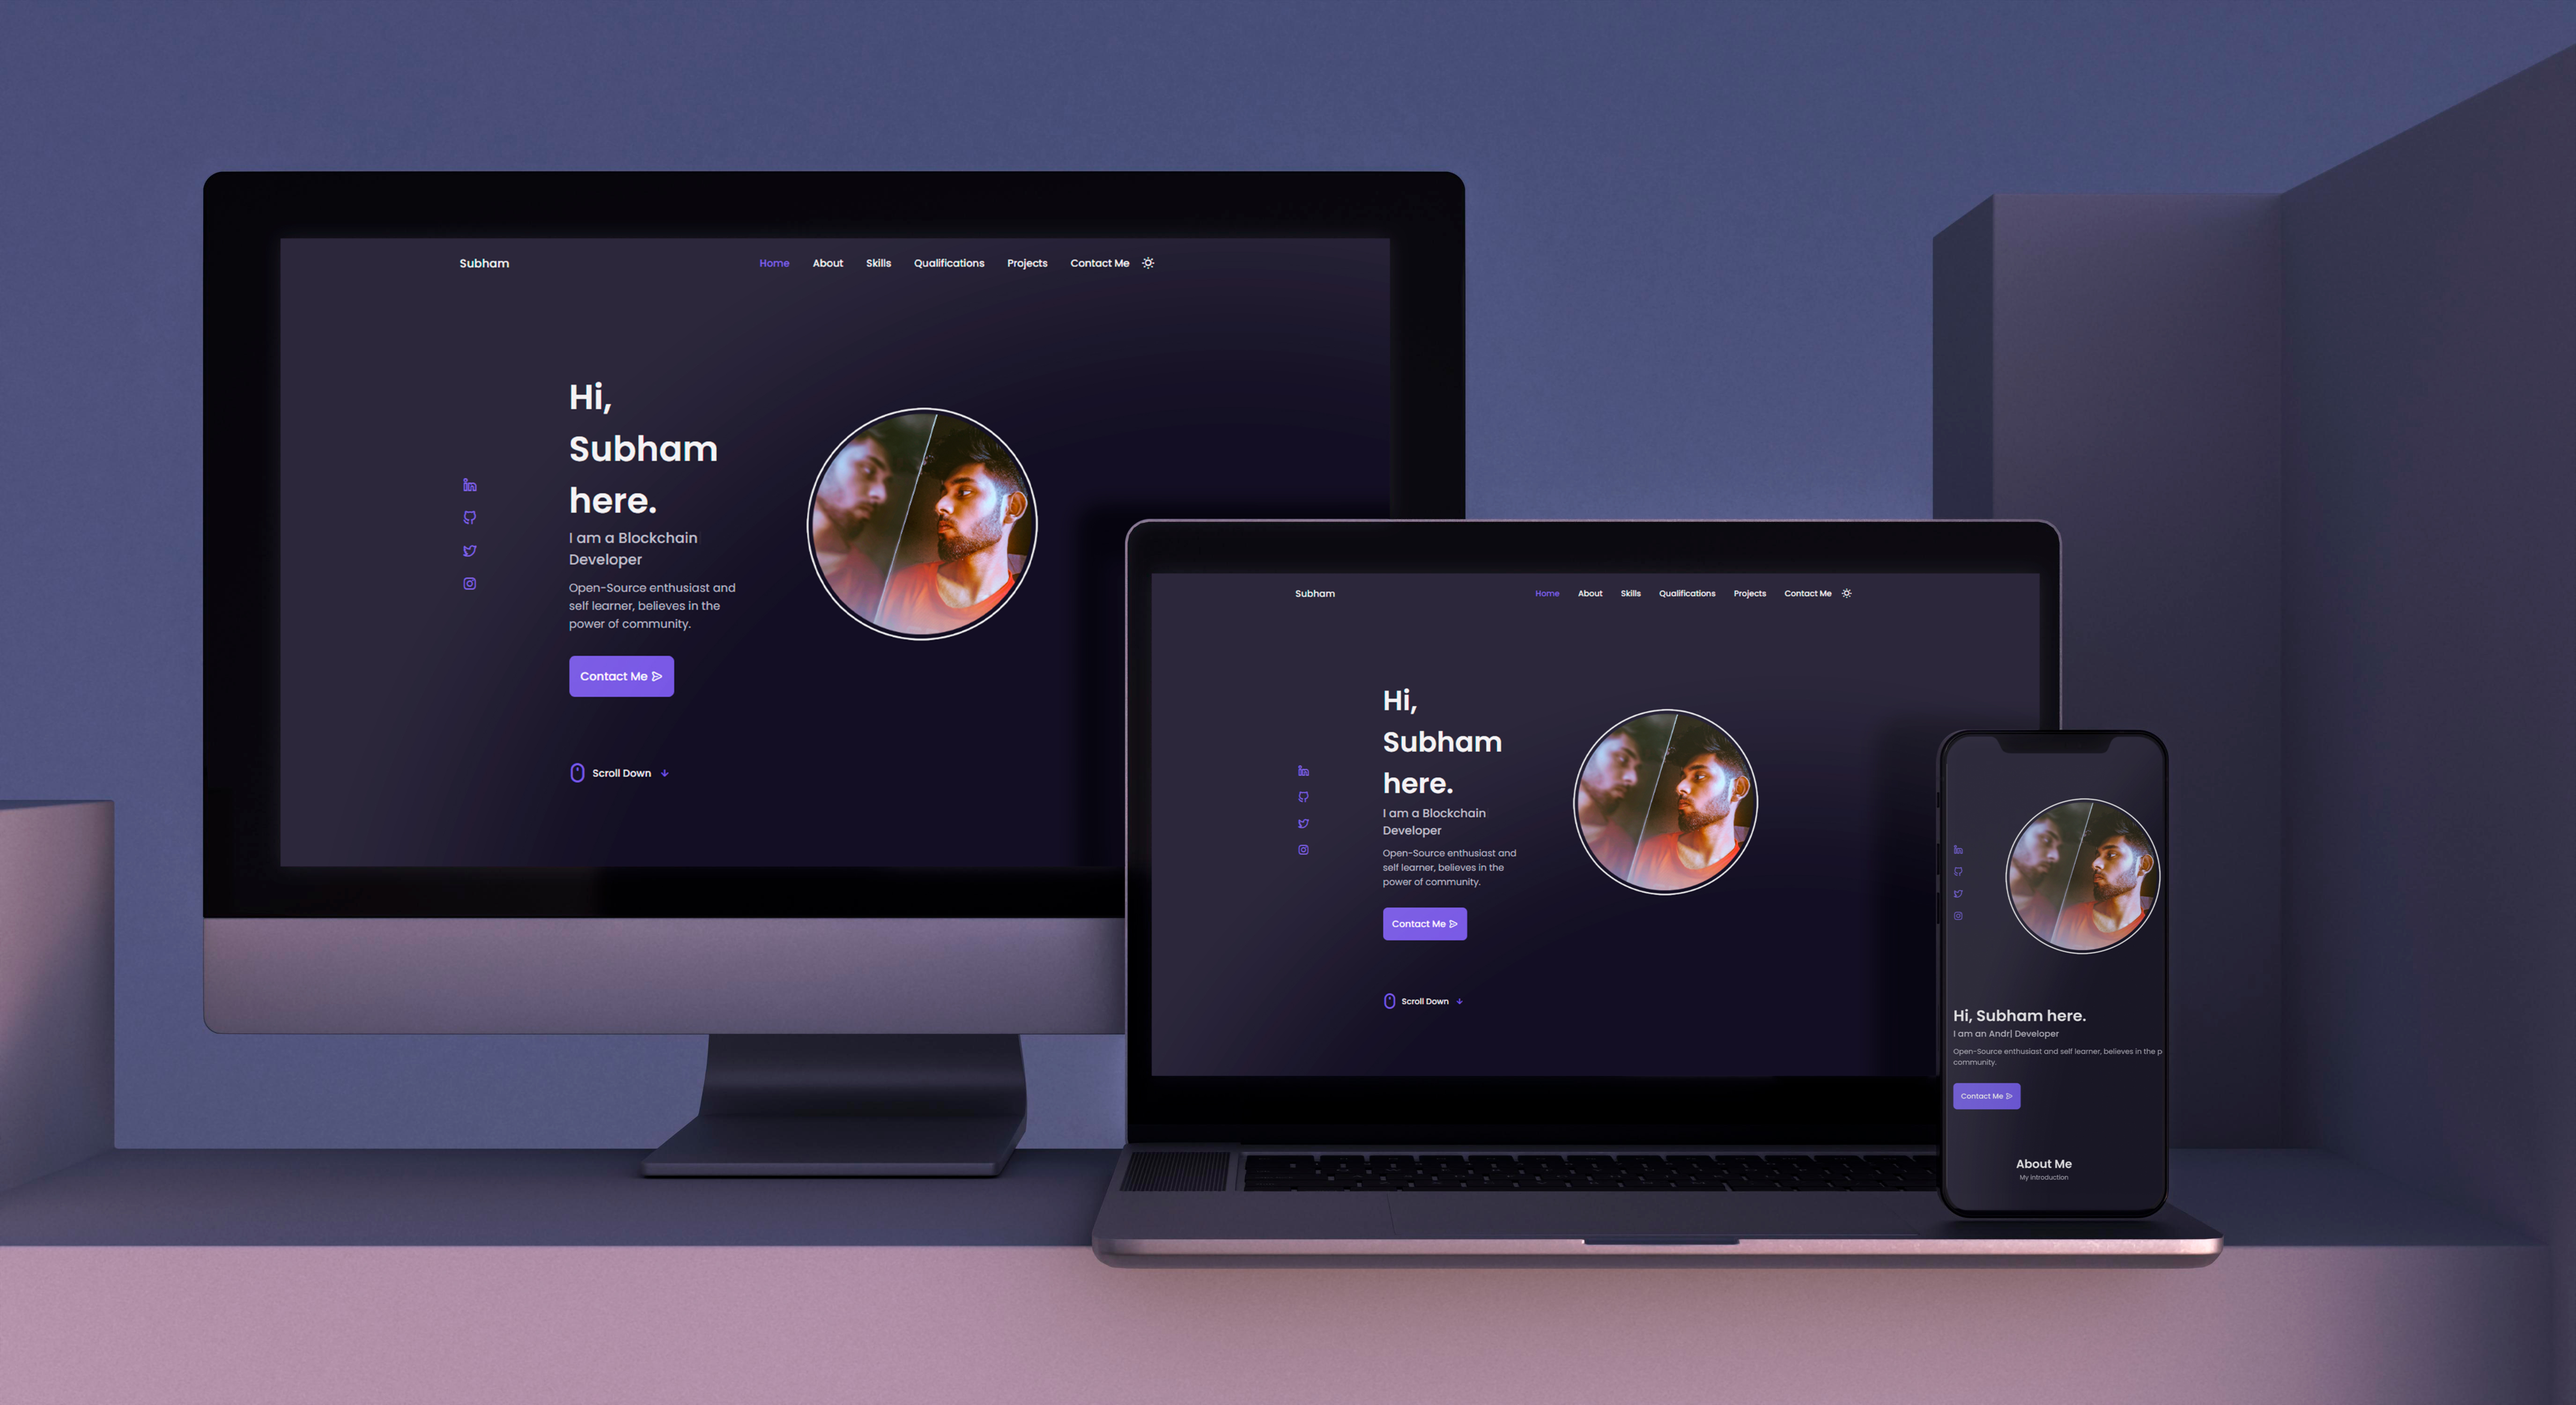 Subham
Home About Skills Qualifications Projects Contact Me
Hi,
Subham
here.
I am a Blockchain
Developer
Open-Source enthusiast and
self learner, believes in the
power of community.
Contact Me
Scroll Down
Subham
Home About Skills Qualifications Projects Contact Me
Hi,
Subham
here.
I am a Blockchain
Developer
Open-Source enthusiast and
self learner, believes in the
power of community.
Contact Me
Scroll Down
Hi, Subham here.
I am an Andr| Developer
Open-Source enthusiast and self learner, believes in the p
community.
Contact Me
About Me
My introduction